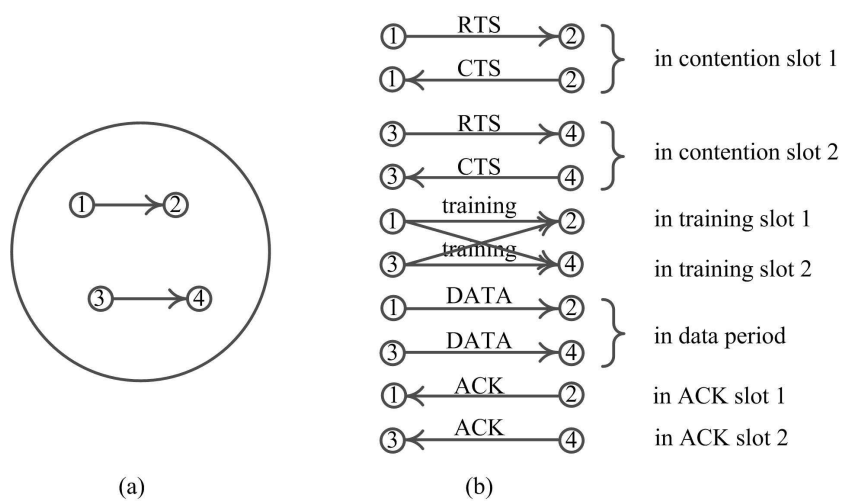 1 RTS 2
1 CTS 2
in contention slot 1
3 RTS 4
3 CTS 4
in contention slot 2
1 2
3 4
1 training 2 in training slot 1
3 training 4 in training slot 2
1 DATA 2
3 DATA 4
in data period
1 ACK 2 in ACK slot 1
3 ACK 4 in ACK slot 2
(a) (b)